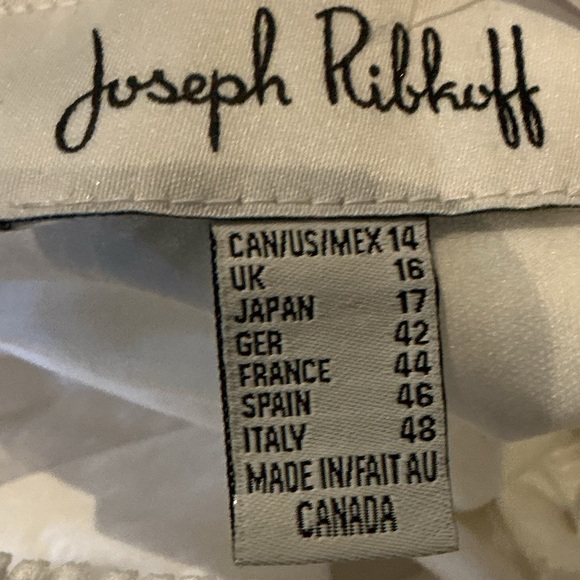 Joseph Ribkoff
CAN/US/MEX 14
UK 16
JAPAN 17
GER 42
FRANCE 44
SPAIN 46
ITALY 48
MADE IN/FAIT AU
CANADA